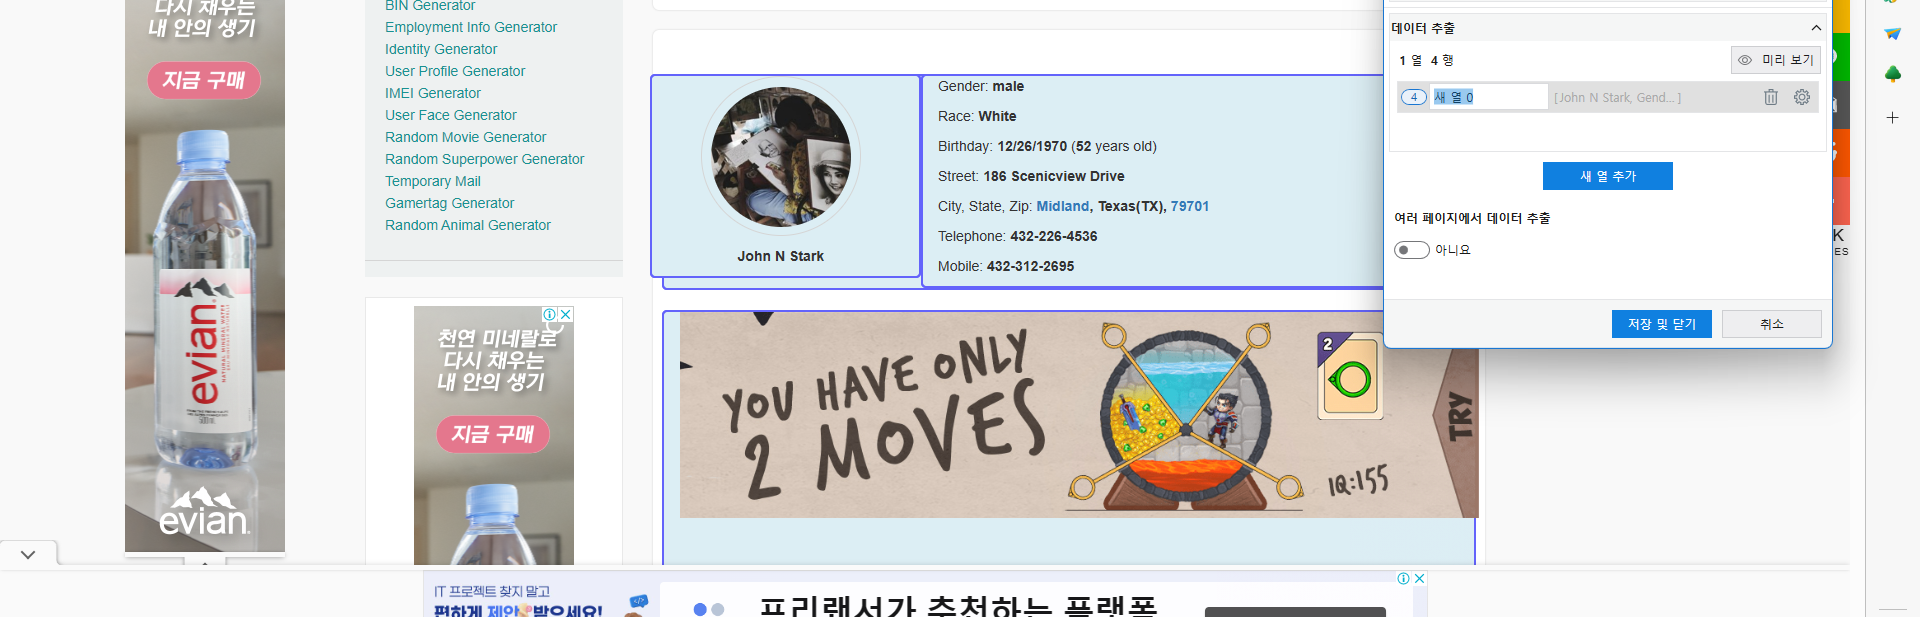 다시 채우는
내 안의 생기
지금 구매
evian
NATURAL MINERAL WATER
500 mL
evian
BIN Generator
Employment Info Generator
Identity Generator
User Profile Generator
IMEI Generator
User Face Generator
Random Movie Generator
Random Superpower Generator
Temporary Mail
Gamertag Generator
Random Animal Generator
천연 미네랄로
다시 채우는
내 안의 생기
지금 구매
John N Stark
Gender: male
Race: White
Birthday: 12/26/1970 (52 years old)
Street: 186 Scenicview Drive
City, State, Zip: Midland, Texas(TX), 79701
Telephone: 432-226-4536
Mobile: 432-312-2695
YOU HAVE ONLY
2 MOVES
2
IQ:155
TRY
데이터 추출
1 열 4 행
미리 보기
4
새 열 0
[John N Stark, Gend... ]
새 열 추가
여러 페이지에서 데이터 추출
아니요
저장 및 닫기
취소
K
ES
IT 프로젝트 찾지 말고
편하게 제안 받으세요!
프리랜서가 추천하는 플랫폼